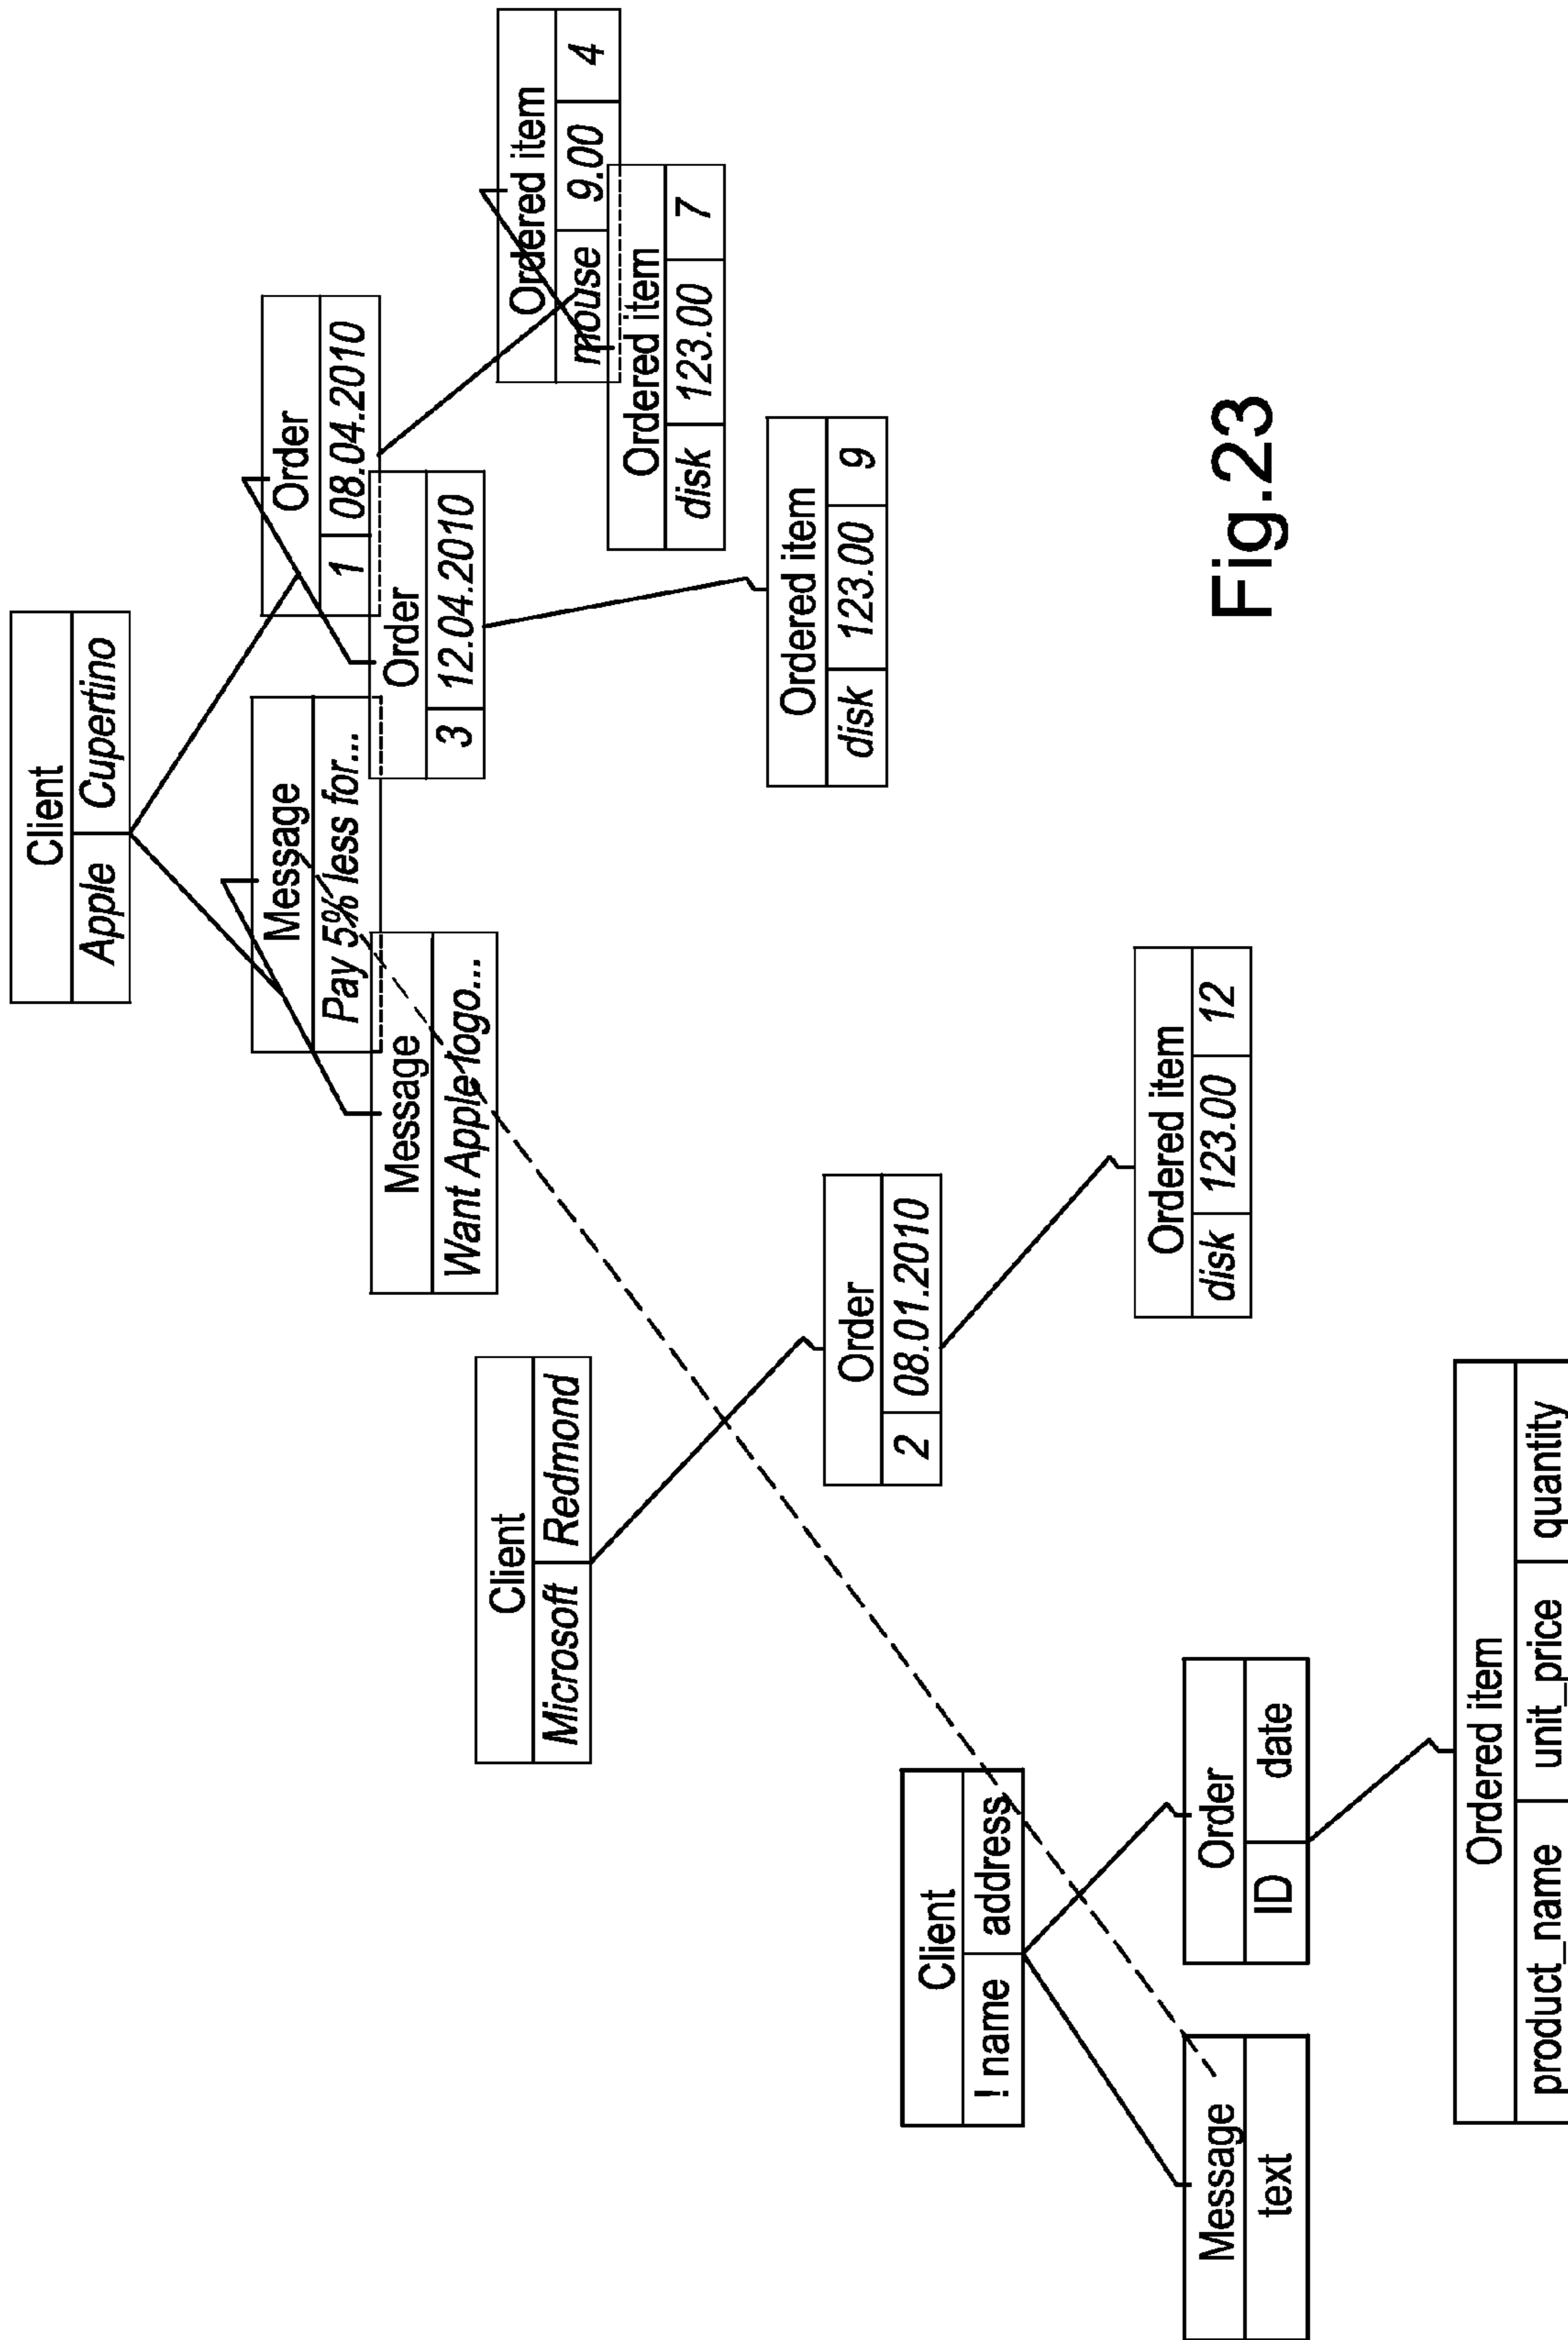 Client
Apple Cupertino
Message
Pay 5% less for...
Message
Want Apple logo...
Order
1 08.04.2010
Order
3 12.04.2010
Ordered item
mouse 9.00 4
Ordered item
disk 123.00 7
Ordered item
disk 123.00 9
Client
Microsoft Redmond
Order
2 08.01.2010
Ordered item
disk 123.00 12
Client
! name address
Message
text
Order
ID date
Ordered item
product_name unit_price quantity
Fig.23